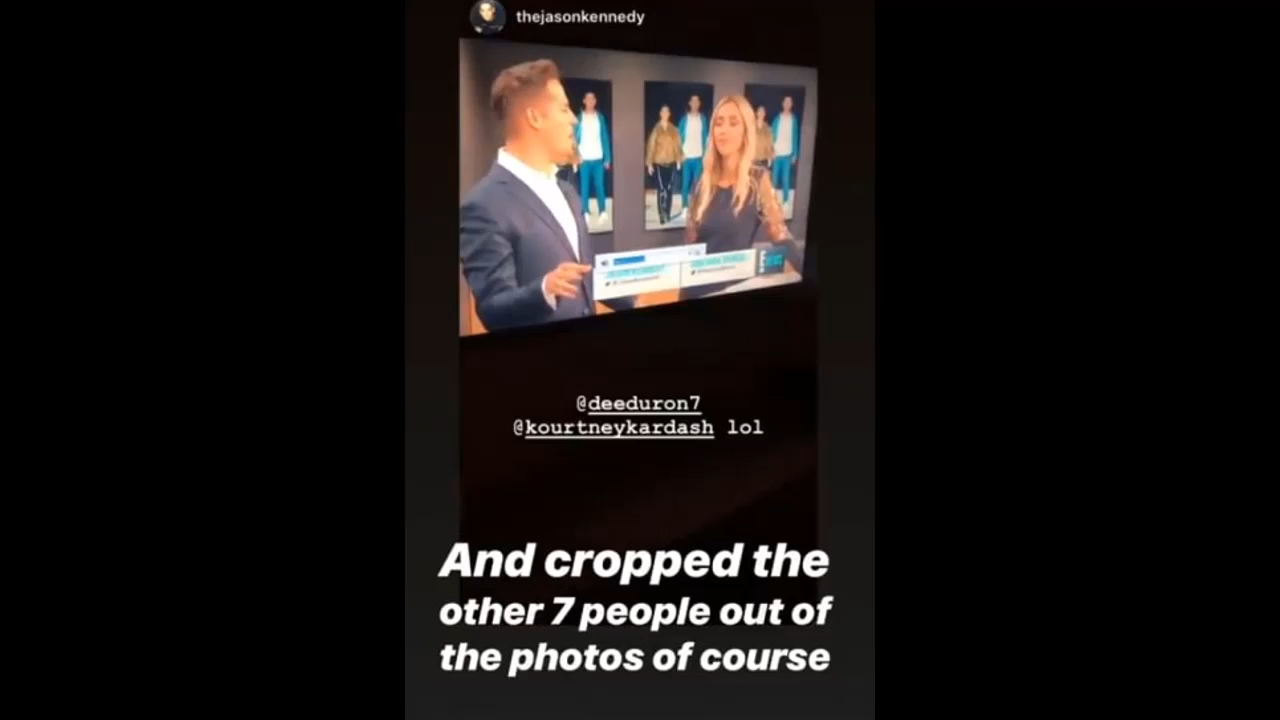 thejasonkennedy
@deeduron7
@kourtneykardash lol
And cropped the
other 7 people out of
the photos of course